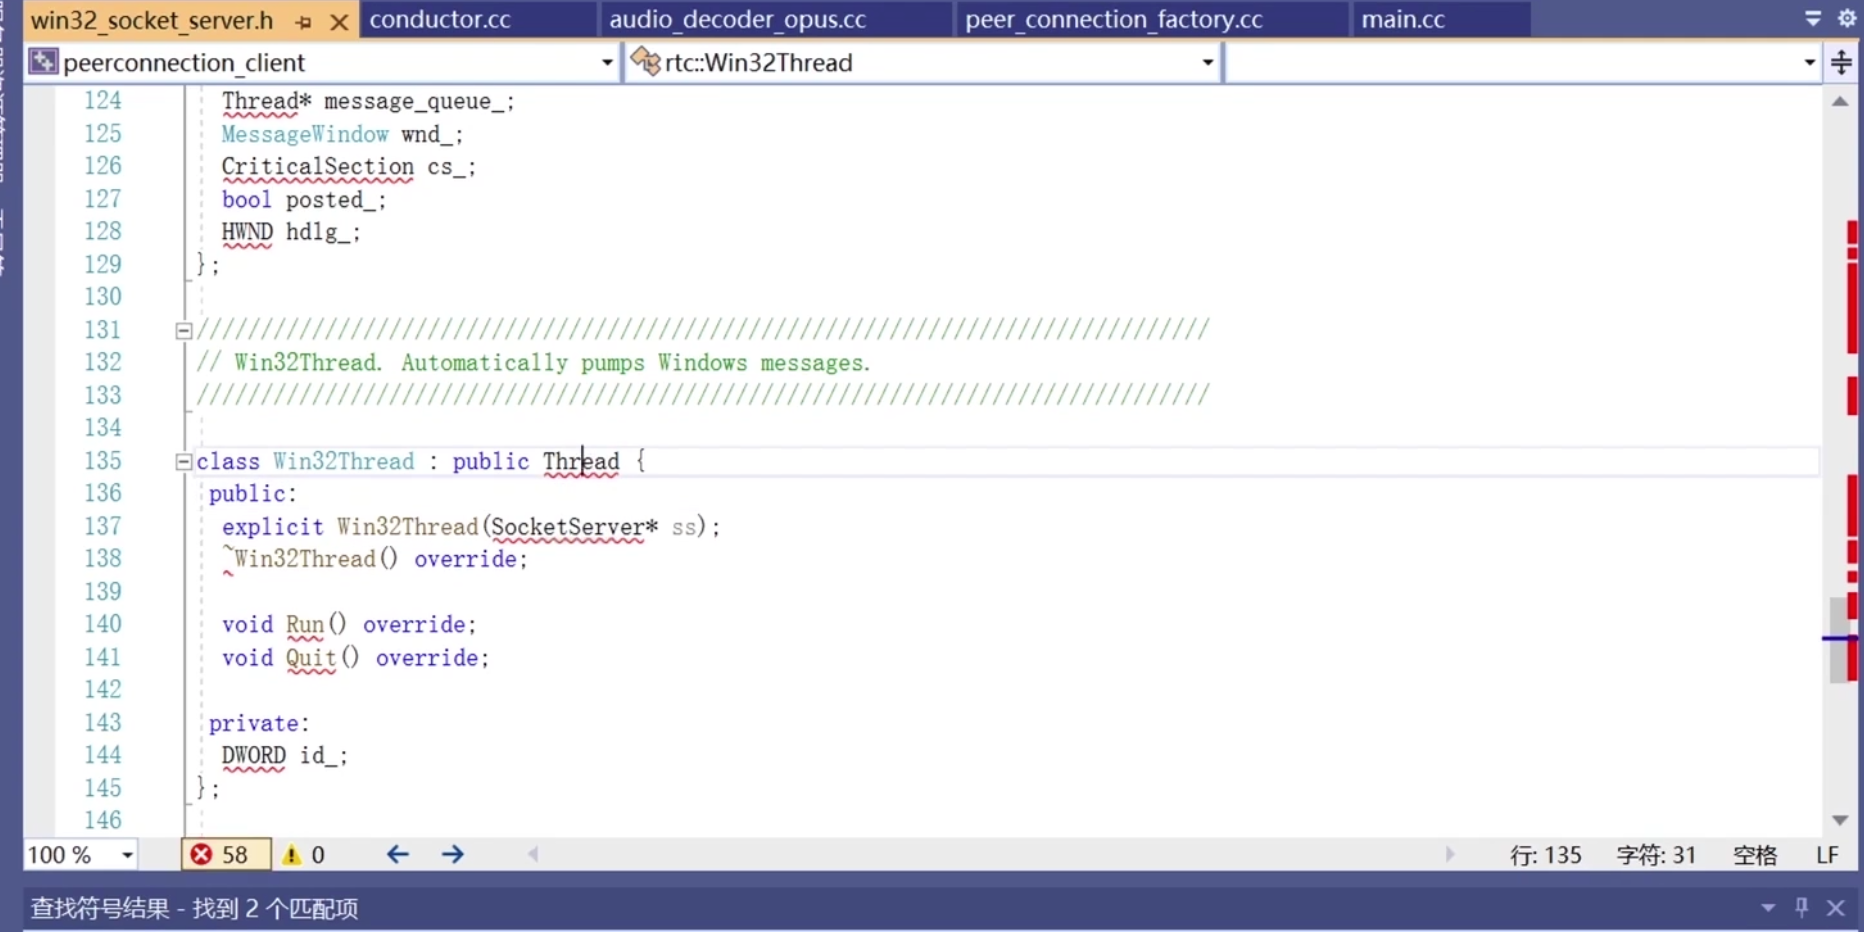 win32_socket_server.h
conductor.cc
audio_decoder_opus.cc
peer_connection_factory.cc
main.cc
peerconnection_client
rtc::Win32Thread
124 Thread* message_queue_;
125 MessageWindow wnd_;
126 CriticalSection cs_;
127 bool posted_;
128 HWND hdlg_;
129 };
130
131 ///////////////////////////////////////////////////////////////////////////////
132 // Win32Thread. Automatically pumps Windows messages.
133 ///////////////////////////////////////////////////////////////////////////////
134
135 class Win32Thread : public Thread {
136 public:
137 explicit Win32Thread(SocketServer* ss);
138 ~Win32Thread() override;
139
140 void Run() override;
141 void Quit() override;
142
143 private:
144 DWORD id_;
145 };
146
100 %
58
0
行: 135
字符: 31
空格
LF
查找符号结果 - 找到 2 个匹配项